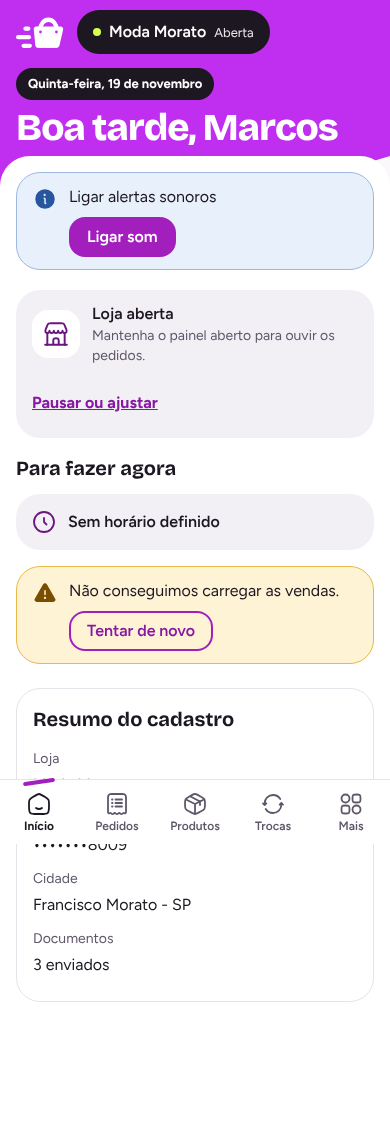 Moda Morato Aberta
Quinta-feira, 19 de novembro
Boa tarde, Marcos
Ligar alertas sonoros
Ligar som
Loja aberta
Mantenha o painel aberto para ouvir os
pedidos.
Pausar ou ajustar
Para fazer agora
Sem horário definido
Não conseguimos carregar as vendas.
Tentar de novo
Resumo do cadastro
Loja
Início
Pedidos
Produtos
Trocas
Mais
•••••••8009
Cidade
Francisco Morato - SP
Documentos
3 enviados